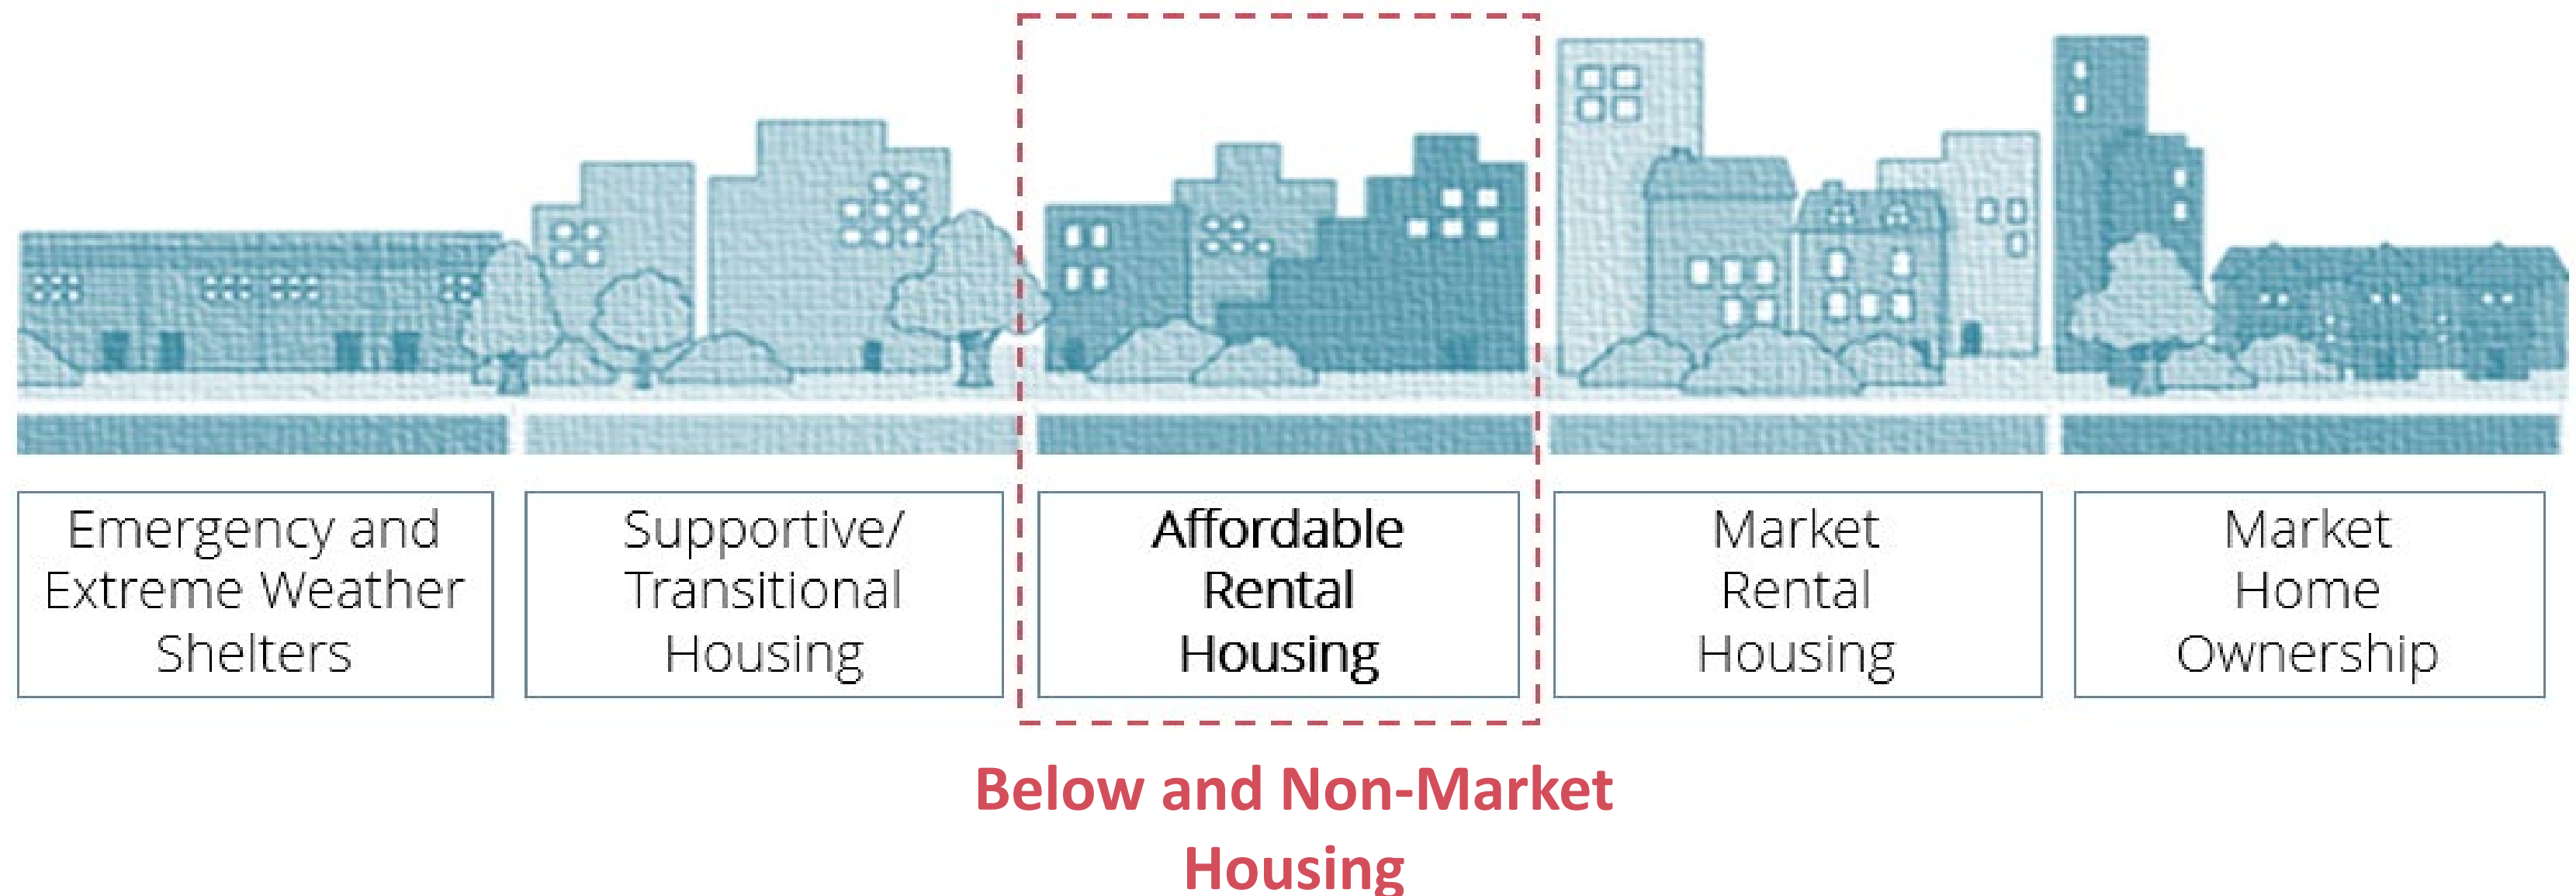 Emergency and
Extreme Weather
Shelters
Supportive/
Transitional
Housing
Affordable
Rental
Housing
Market
Rental
Housing
Market
Home
Ownership
Below and Non-Market
Housing